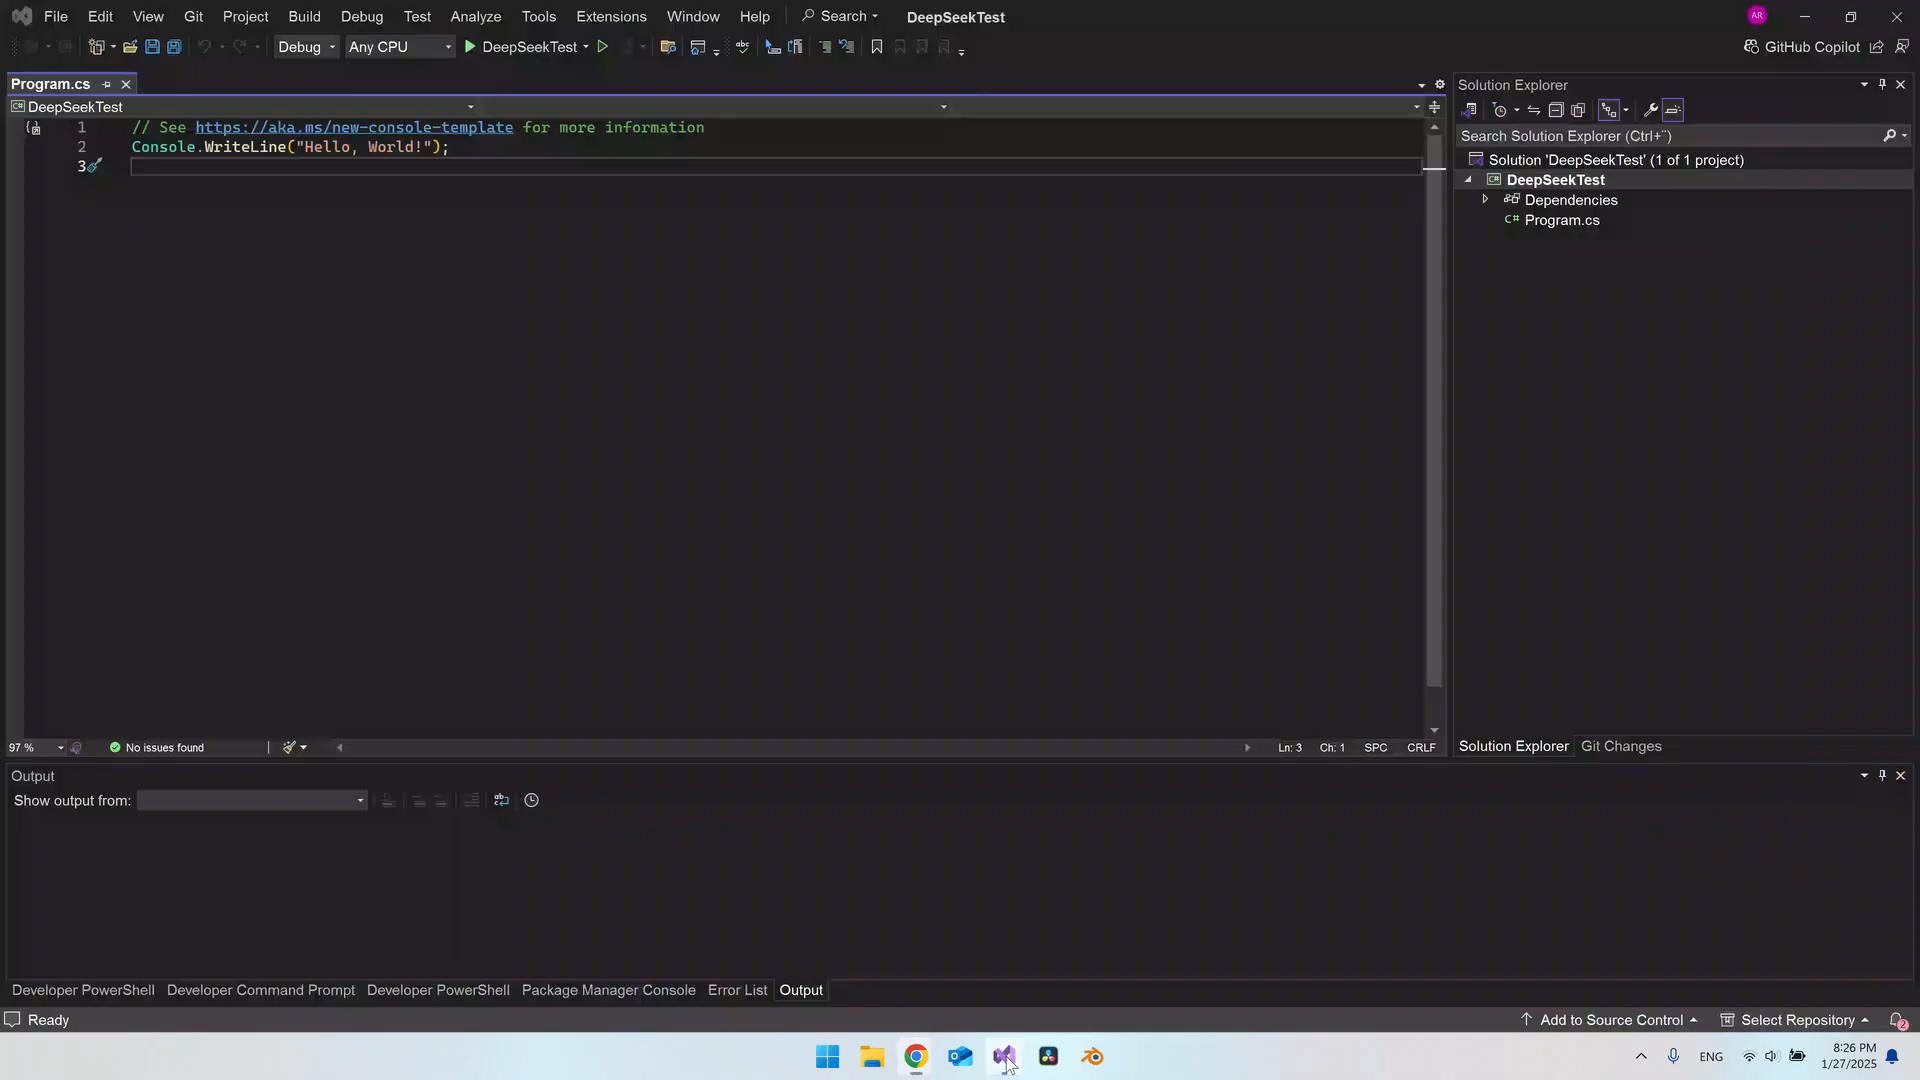 File Edit View Git Project Build Debug Test Analyze Tools Extensions Window Help Search DeepSeekTest AR
Debug Any CPU DeepSeekTest GitHub Copilot
Program.cs
DeepSeekTest
1 // See https://aka.ms/new-console-template for more information
2 Console.WriteLine("Hello, World!");
3
97 % No issues found Ln: 3 Ch: 1 SPC CRLF
Solution Explorer
Search Solution Explorer (Ctrl+¨)
Solution 'DeepSeekTest' (1 of 1 project)
C# DeepSeekTest
Dependencies
C# Program.cs
Solution Explorer Git Changes
Output
Show output from:
Developer PowerShell Developer Command Prompt Developer PowerShell Package Manager Console Error List Output
Ready Add to Source Control Select Repository 2
ENG 8:26 PM
1/27/2025